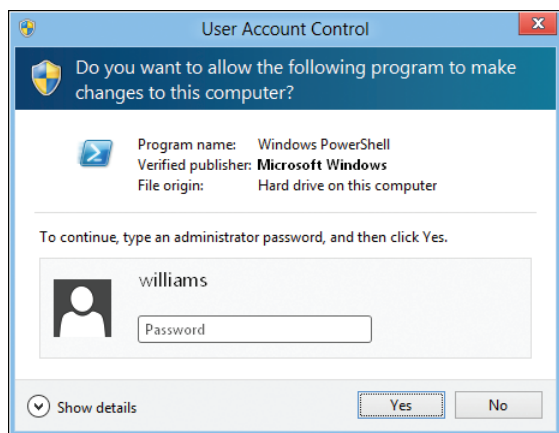 User Account Control
Do you want to allow the following program to make
changes to this computer?
Program name: Windows PowerShell
Verified publisher: Microsoft Windows
File origin: Hard drive on this computer
To continue, type an administrator password, and then click Yes.
williams
Password
Show details
Yes
No